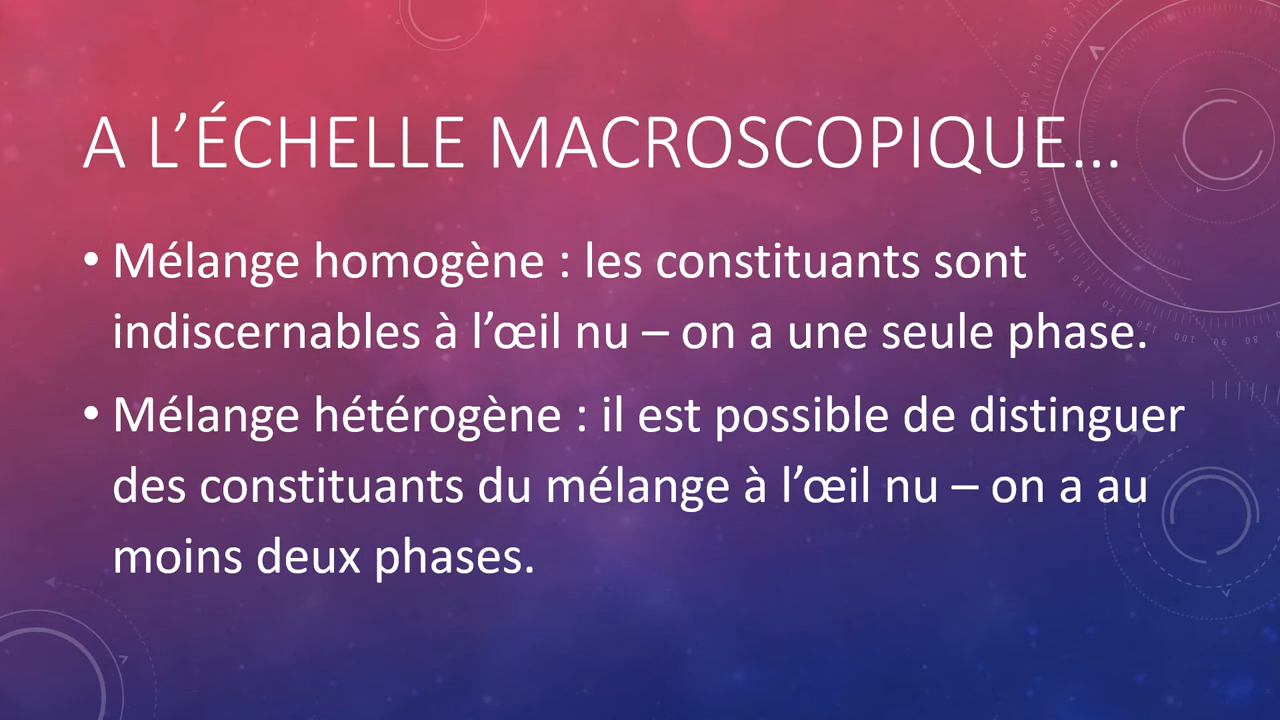 A L’ÉCHELLE MACROSCOPIQUE…
• Mélange homogène : les constituants sont
indiscernables à l’œil nu – on a une seule phase.
• Mélange hétérogène : il est possible de distinguer
des constituants du mélange à l’œil nu – on a au
moins deux phases.